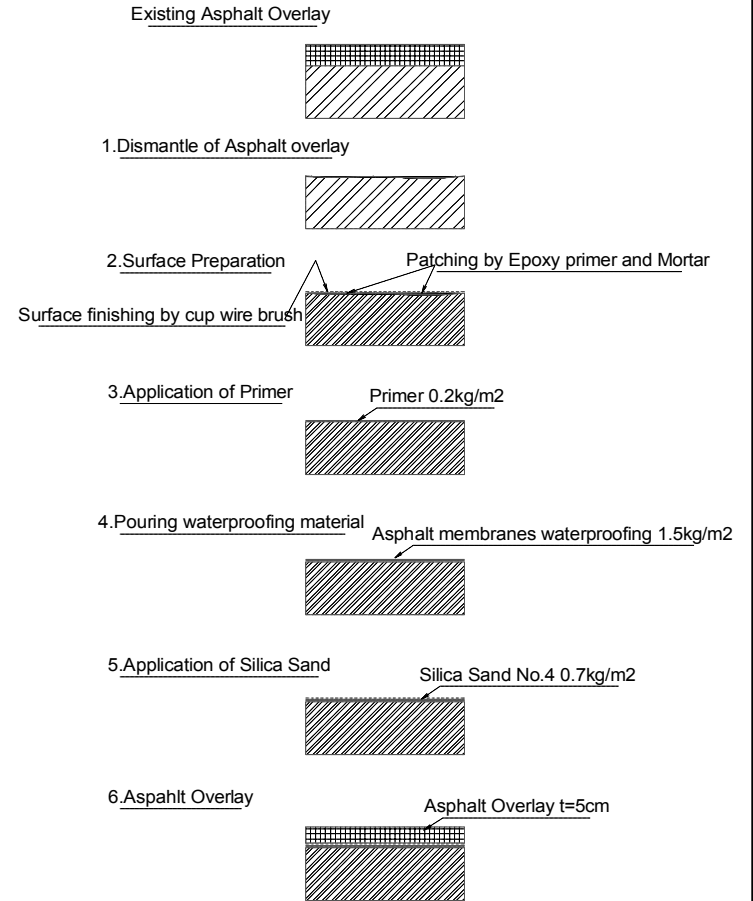 Existing Asphalt Overlay
1.Dismantle of Asphalt overlay
2.Surface Preparation
Patching by Epoxy primer and Mortar
Surface finishing by cup wire brush
3.Application of Primer
Primer 0.2kg/m2
4.Pouring waterproofing material
Asphalt membranes waterproofing 1.5kg/m2
5.Application of Silica Sand
Silica Sand No.4 0.7kg/m2
6.Aspahlt Overlay
Asphalt Overlay t=5cm